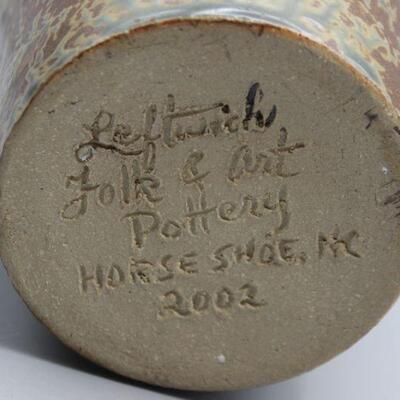 Leftwich
Folk & Art
Pottery
HORSE SHOE, NC
2002